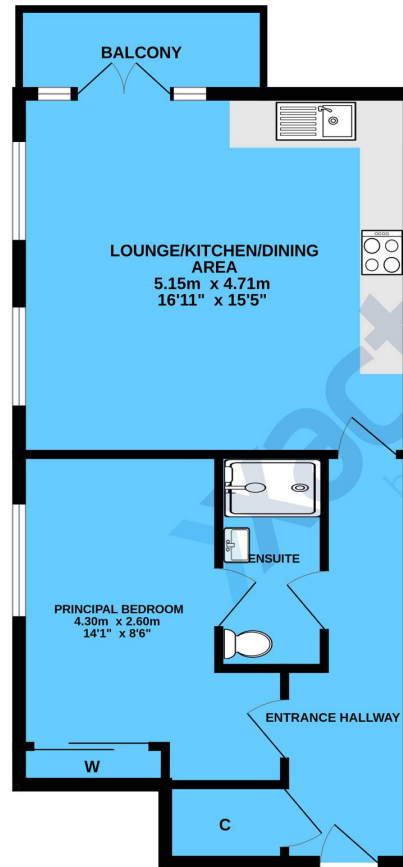 BALCONY
LOUNGE/KITCHEN/DINING
AREA
5.15m x 4.71m
16'11" x 15'5"
ENSUITE
PRINCIPAL BEDROOM
4.30m x 2.60m
14'1" x 8'6"
ENTRANCE HALLWAY
W
C